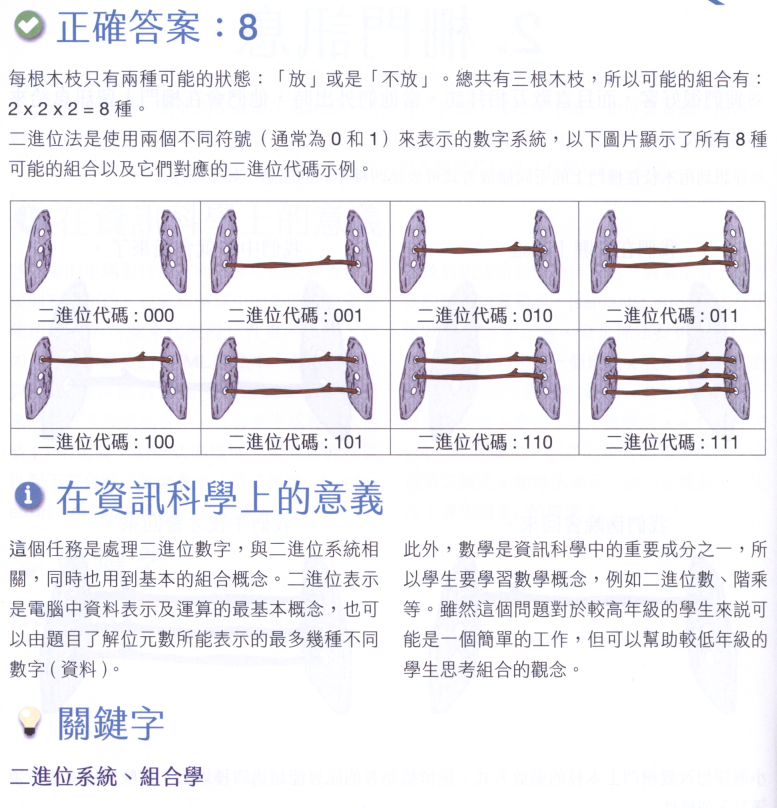 正確答案：8
每根木枝只有兩種可能的狀態：「放」或是「不放」。總共有三根木枝，所以可能的組合有：
2 x 2 x 2 = 8 種。
二進位法是使用兩個不同符號（通常為 0 和 1）來表示的數字系統，以下圖片顯示了所有 8 種
可能的組合以及它們對應的二進位代碼示例。
二進位代碼 : 000
二進位代碼 : 001
二進位代碼 : 010
二進位代碼 : 011
二進位代碼 : 100
二進位代碼 : 101
二進位代碼 : 110
二進位代碼 : 111
在資訊科學上的意義
這個任務是處理二進位數字，與二進位系統相
關，同時也用到基本的組合概念。二進位表示
是電腦中資料表示及運算的最基本概念，也可
以由題目了解位元數所能表示的最多幾種不同
數字（資料）。
此外，數學是資訊科學中的重要成分之一，所
以學生要學習數學概念，例如二進位數、階乘
等。雖然這個問題對於較高年級的學生來說可
能是一個簡單的工作，但可以幫助較低年級的
學生思考組合的觀念。
關鍵字
二進位系統、組合學